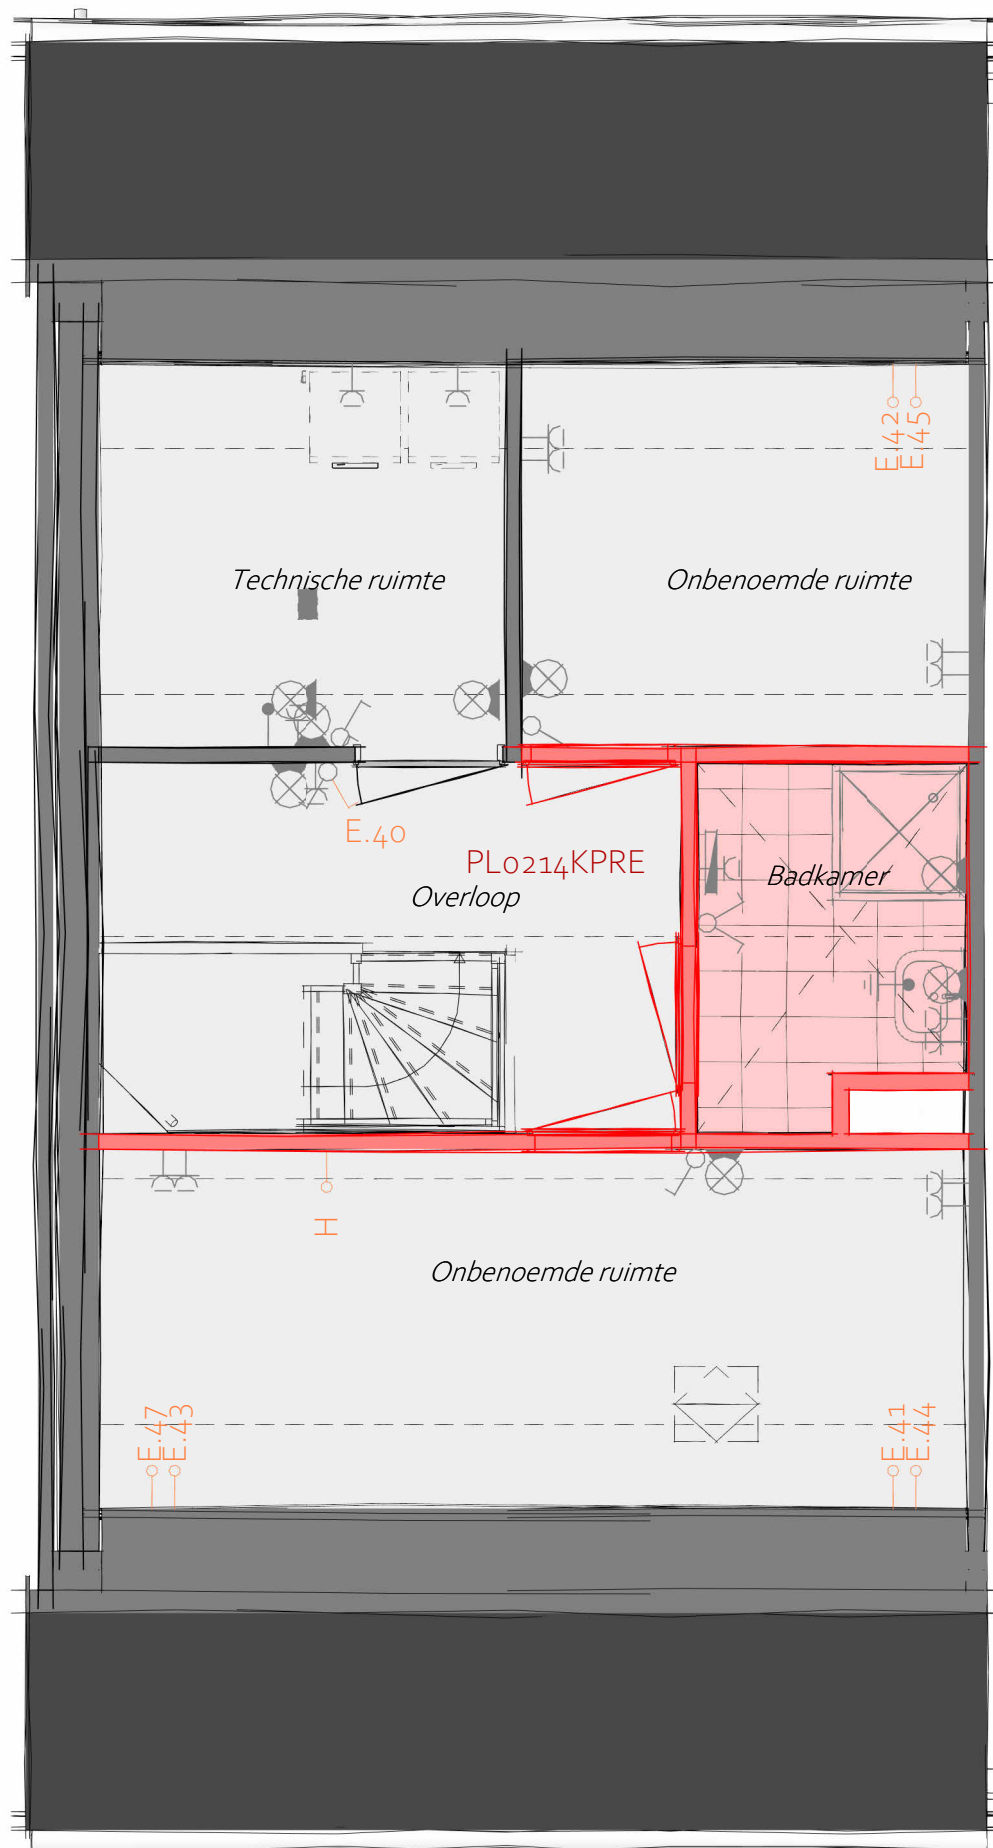 E.42
E.45
Technische ruimte
Onbenoemde ruimte
E.40
PL0214KPRE
Badkamer
Overloop
H
Onbenoemde ruimte
E.47
E.43
E.41
E.44